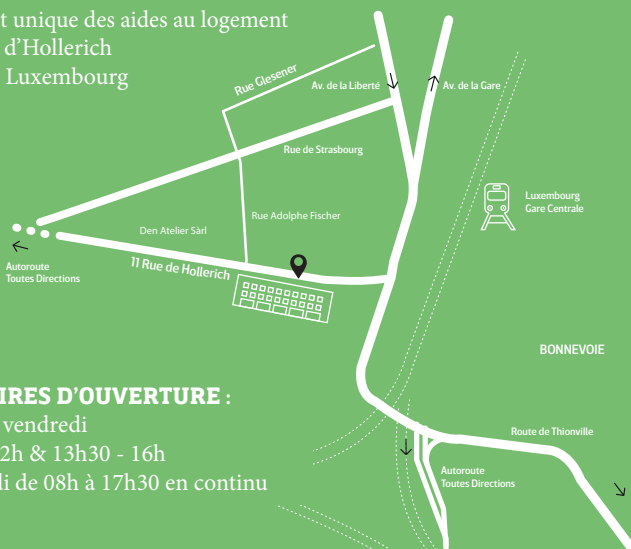 t unique des aides au logement
d'Hollerich
Luxembourg
Rue Glesener
Av. de la Liberté
Av. de la Gare
Rue de Strasbourg
Luxembourg
Gare Centrale
Rue Adolphe Fischer
Den Atelier Sàrl
11 Rue de Hollerich
Autoroute
Toutes Directions
BONNEVOIE
IRES D'OUVERTURE :
vendredi
2h & 13h30 - 16h
di de 08h à 17h30 en continu
Route de Thionville
Autoroute
Toutes Directions